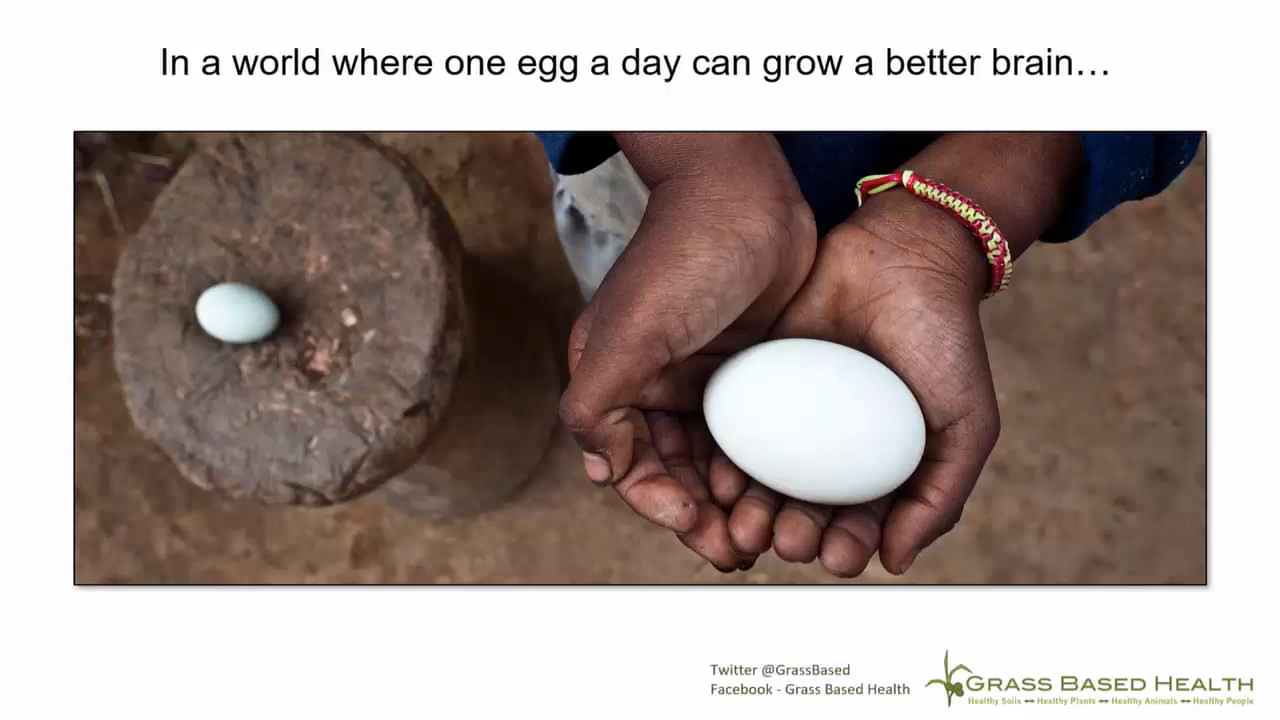 In a world where one egg a day can grow a better brain…
Twitter @GrassBased
Facebook - Grass Based Health
GRASS BASED HEALTH
Healthy Soils ↔ Healthy Plants ↔ Healthy Animals ↔ Healthy People